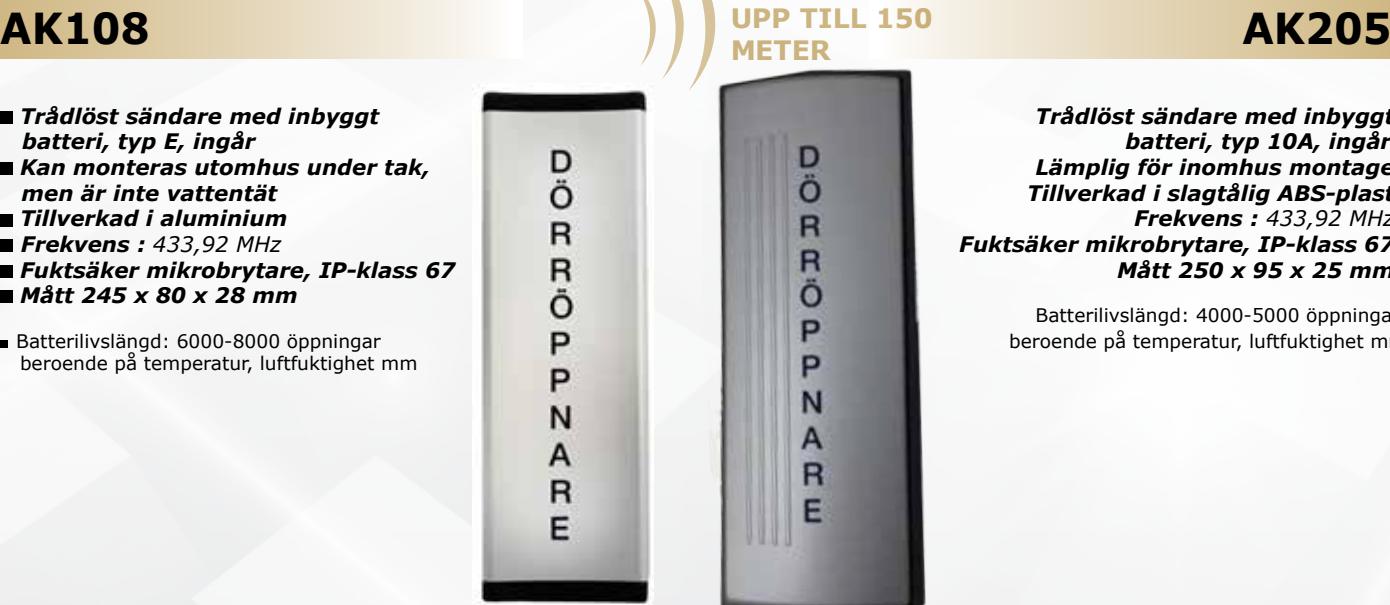 AK108
UPP TILL 150
METER
AK205
Trådlöst sändare med inbyggt
batteri, typ E, ingår
Kan monteras utomhus under tak,
men är inte vattentät
Tillverkad i aluminium
Frekvens : 433,92 MHz
Fuktsäker mikrobrytare, IP-klass 67
Mått 245 x 80 x 28 mm
Batterilivslängd: 6000-8000 öppningar
beroende på temperatur, luftfuktighet mm
DÖRRÖPPNARE
DÖRRÖPPNARE
Trådlöst sändare med inbyggt
batteri, typ 10A, ingår
Lämplig för inomhus montage
Tillverkad i slagtålig ABS-plast
Frekvens : 433,92 MHz
Fuktsäker mikrobrytare, IP-klass 67
Mått 250 x 95 x 25 mm
Batterilivslängd: 4000-5000 öppningar
beroende på temperatur, luftfuktighet m